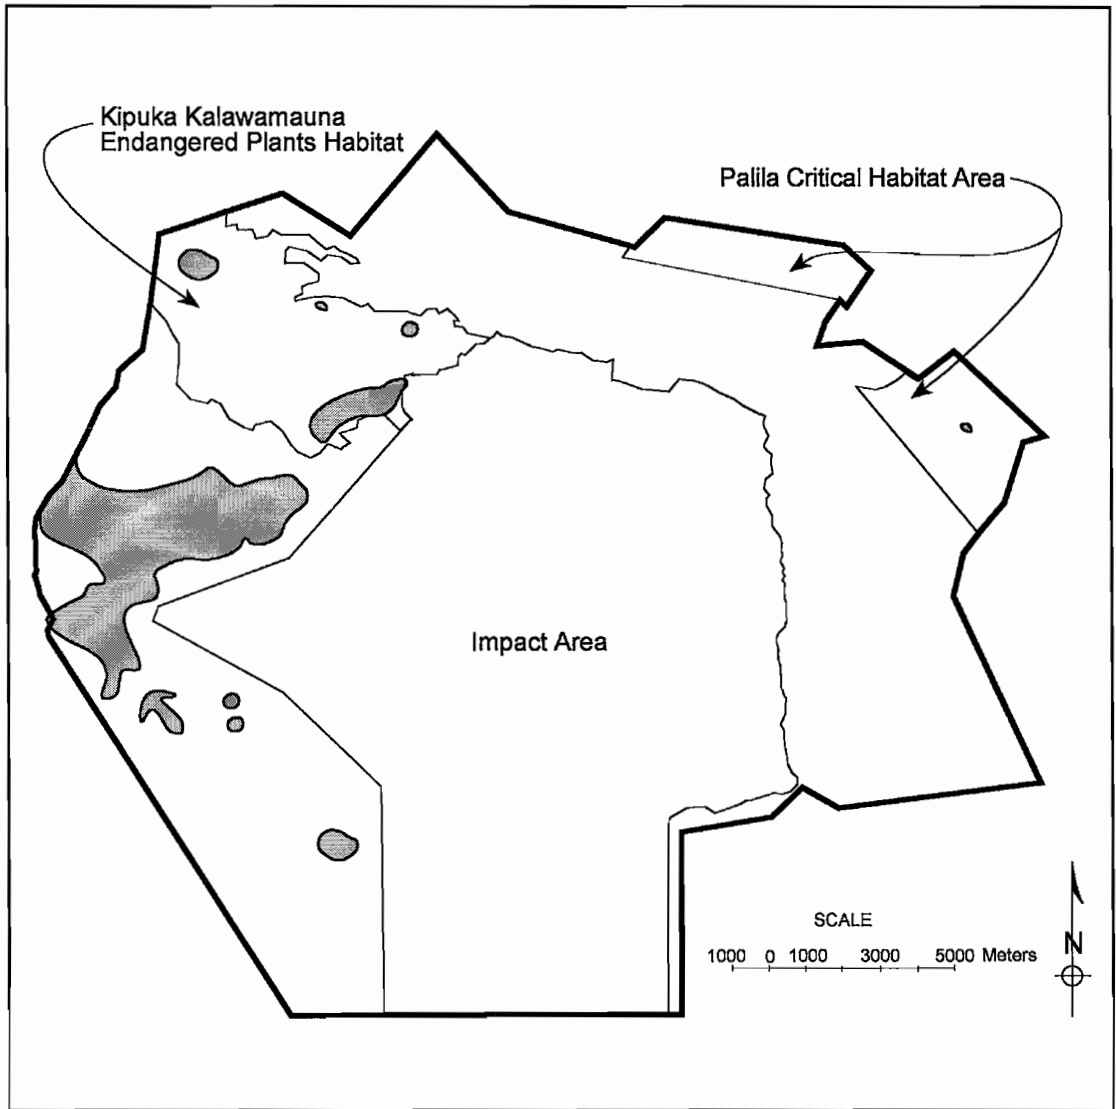 Kipuka Kalawamauna
Endangered Plants Habitat
Palila Critical Habitat Area
Impact Area
SCALE
1000 0 1000 3000 5000 Meters
N